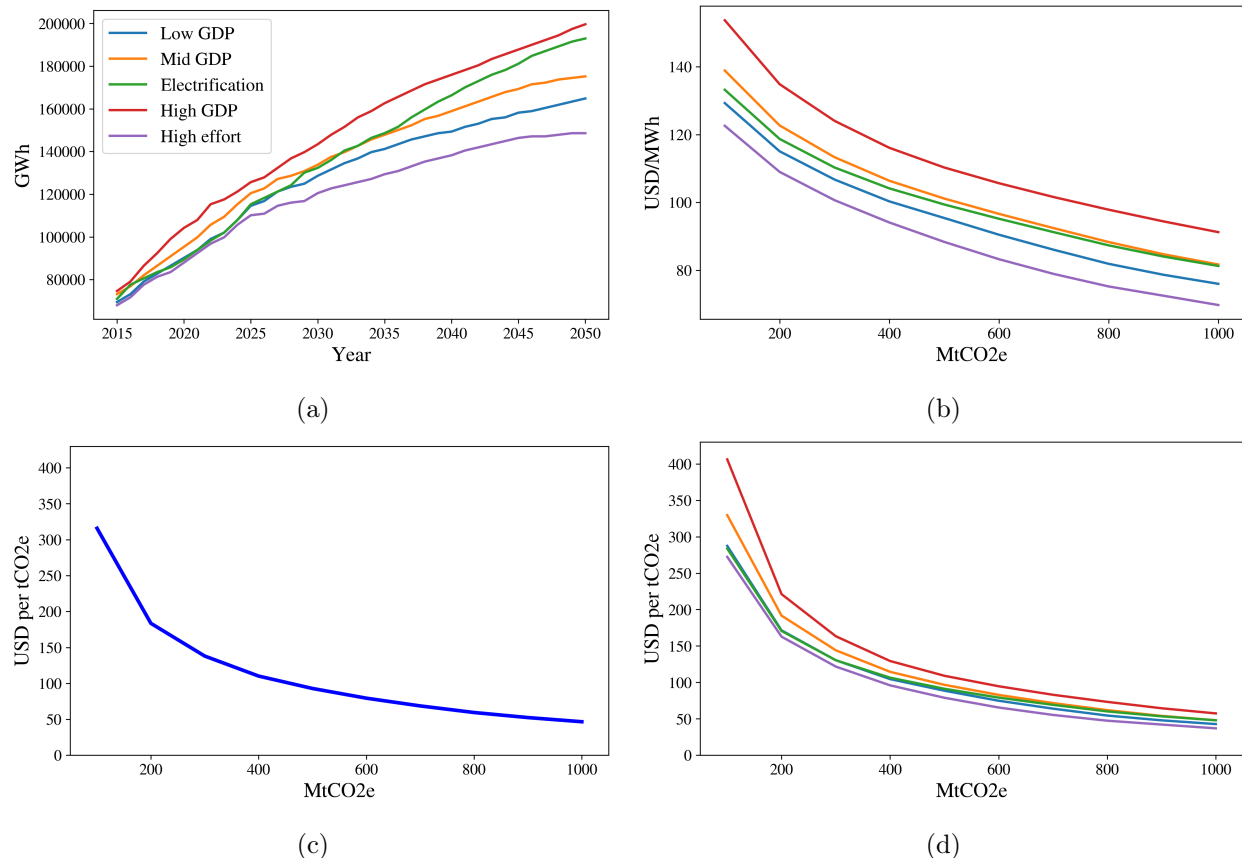 200000
180000
160000
140000
120000
100000
80000
GWh
Low GDP
Mid GDP
Electrification
High GDP
High effort
2015 2020 2025 2030 2035 2040 2045 2050
Year
(a)
140
120
100
80
USD/MWh
200 400 600 800 1000
MtCO2e
(b)
400
350
300
250
200
150
100
50
0
USD per tCO2e
200 400 600 800 1000
MtCO2e
(c)
400
350
300
250
200
150
100
50
0
USD per tCO2e
200 400 600 800 1000
MtCO2e
(d)